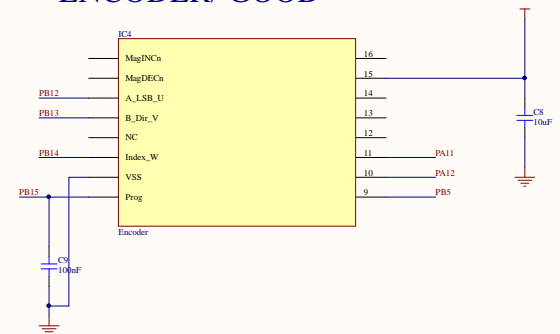 ENCODER/ GOOD
IC4
MagINCn
16
MagDECn
15
PB12
A_LSB_U
14
C8
10uF
PB13
B_Dir_V
13
NC
12
PB14
Index_W
11
PA11
VSS
10
PA12
PB15
Prog
9
PB5
Encoder
C9
100nF